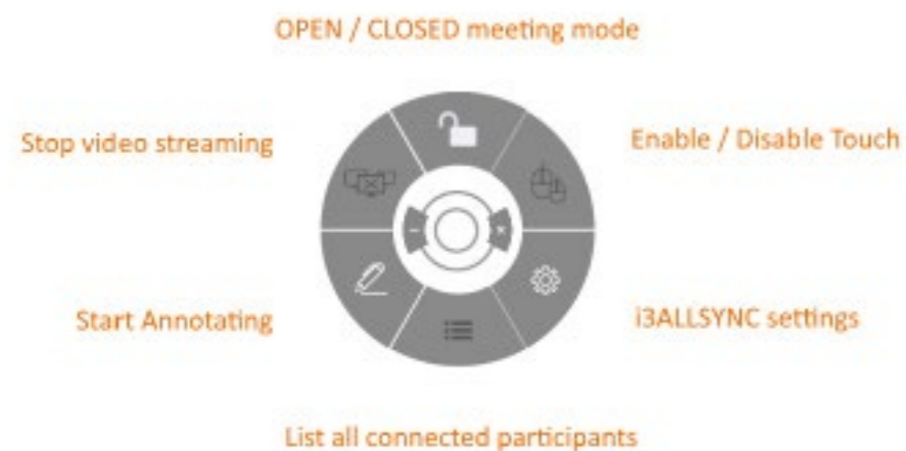 OPEN / CLOSED meeting mode
Stop video streaming
Enable / Disable Touch
Start Annotating
i3ALLSYNC settings
List all connected participants